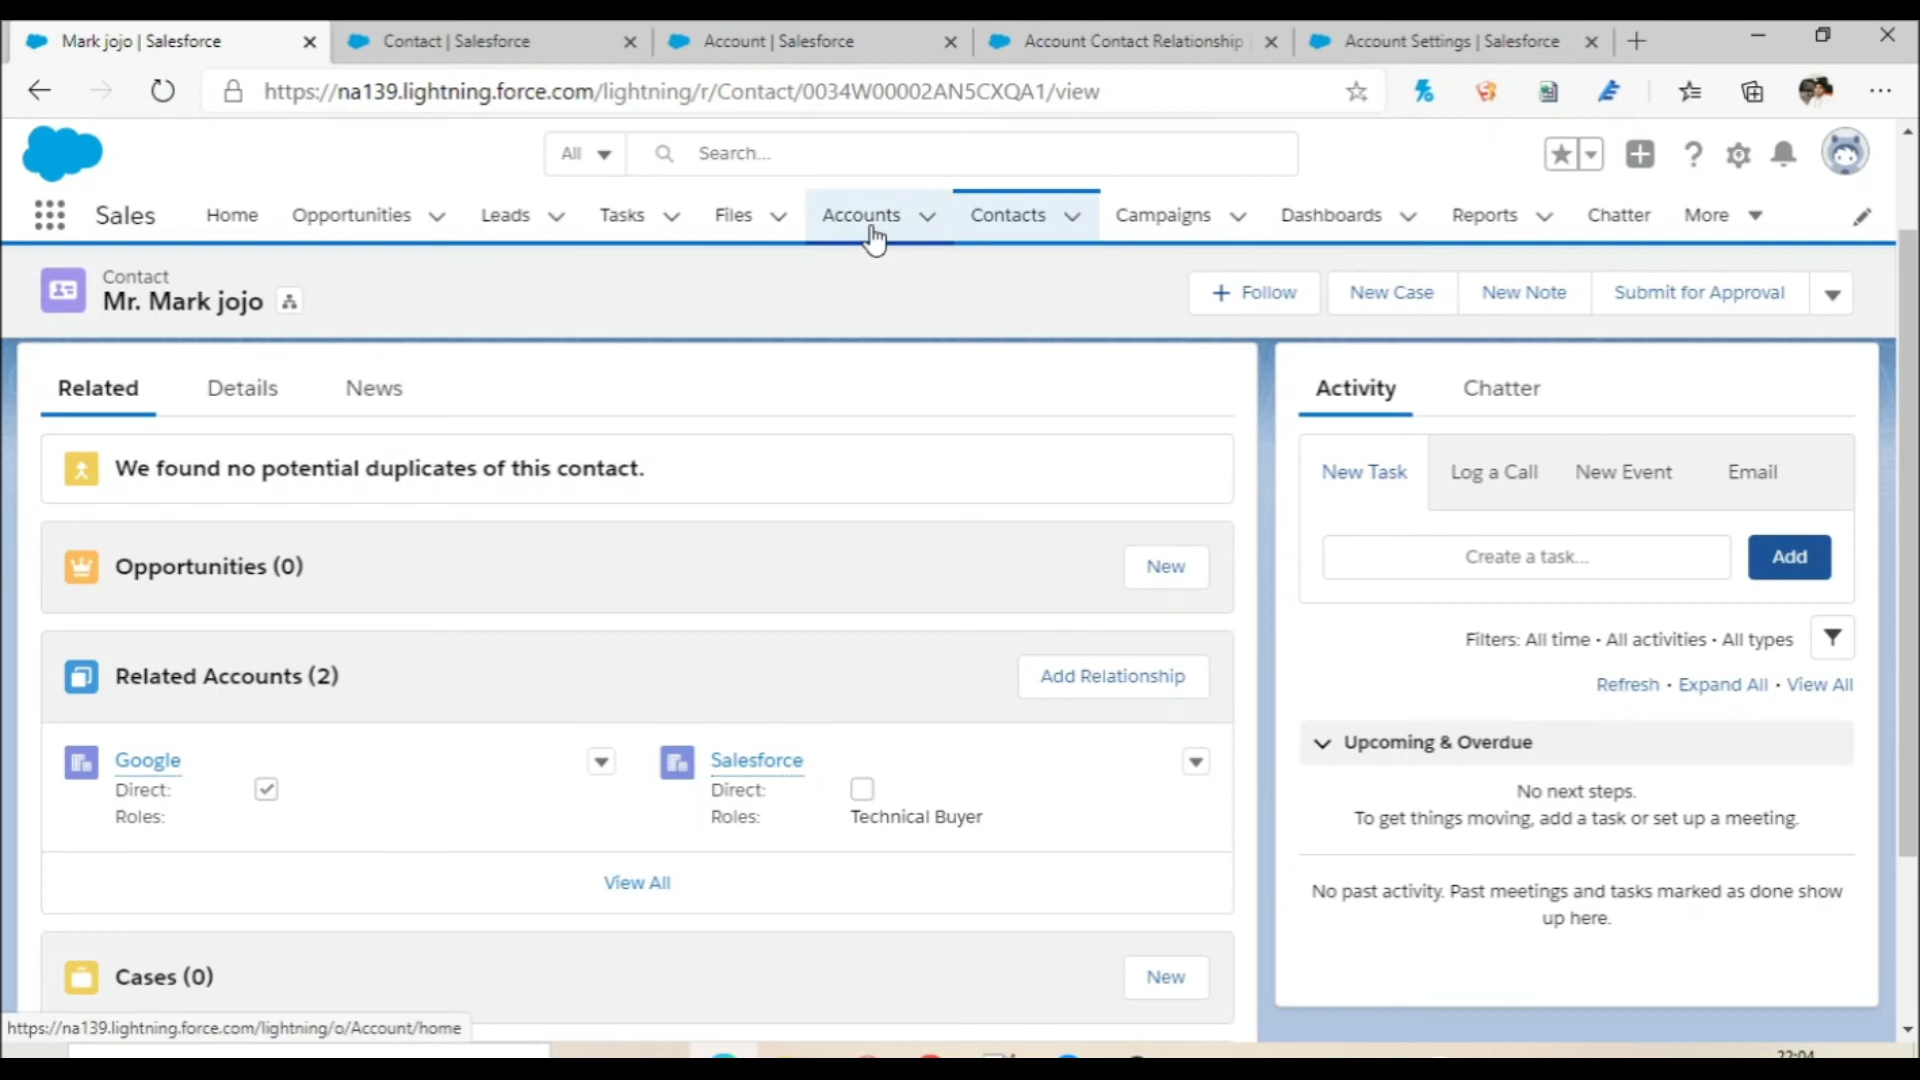 Mark jojo | Salesforce
Contact | Salesforce
Account | Salesforce
Account Contact Relationship
Account Settings | Salesforce
https://na139.lightning.force.com/lightning/r/Contact/0034W00002AN5CXQA1/view
All
Search...
Sales
Home
Opportunities
Leads
Tasks
Files
Accounts
Contacts
Campaigns
Dashboards
Reports
Chatter
More
Contact
Mr. Mark jojo
Follow
New Case
New Note
Submit for Approval
Related
Details
News
We found no potential duplicates of this contact.
Opportunities (0)
New
Related Accounts (2)
Add Relationship
Google
Direct:
Roles:
Salesforce
Direct:
Roles:
Technical Buyer
View All
Cases (0)
New
Activity
Chatter
New Task
Log a Call
New Event
Email
Create a task...
Add
Filters: All time • All activities • All types
Refresh • Expand All • View All
Upcoming & Overdue
No next steps.
To get things moving, add a task or set up a meeting.
No past activity. Past meetings and tasks marked as done show
up here.
https://na139.lightning.force.com/lightning/o/Account/home
22:04